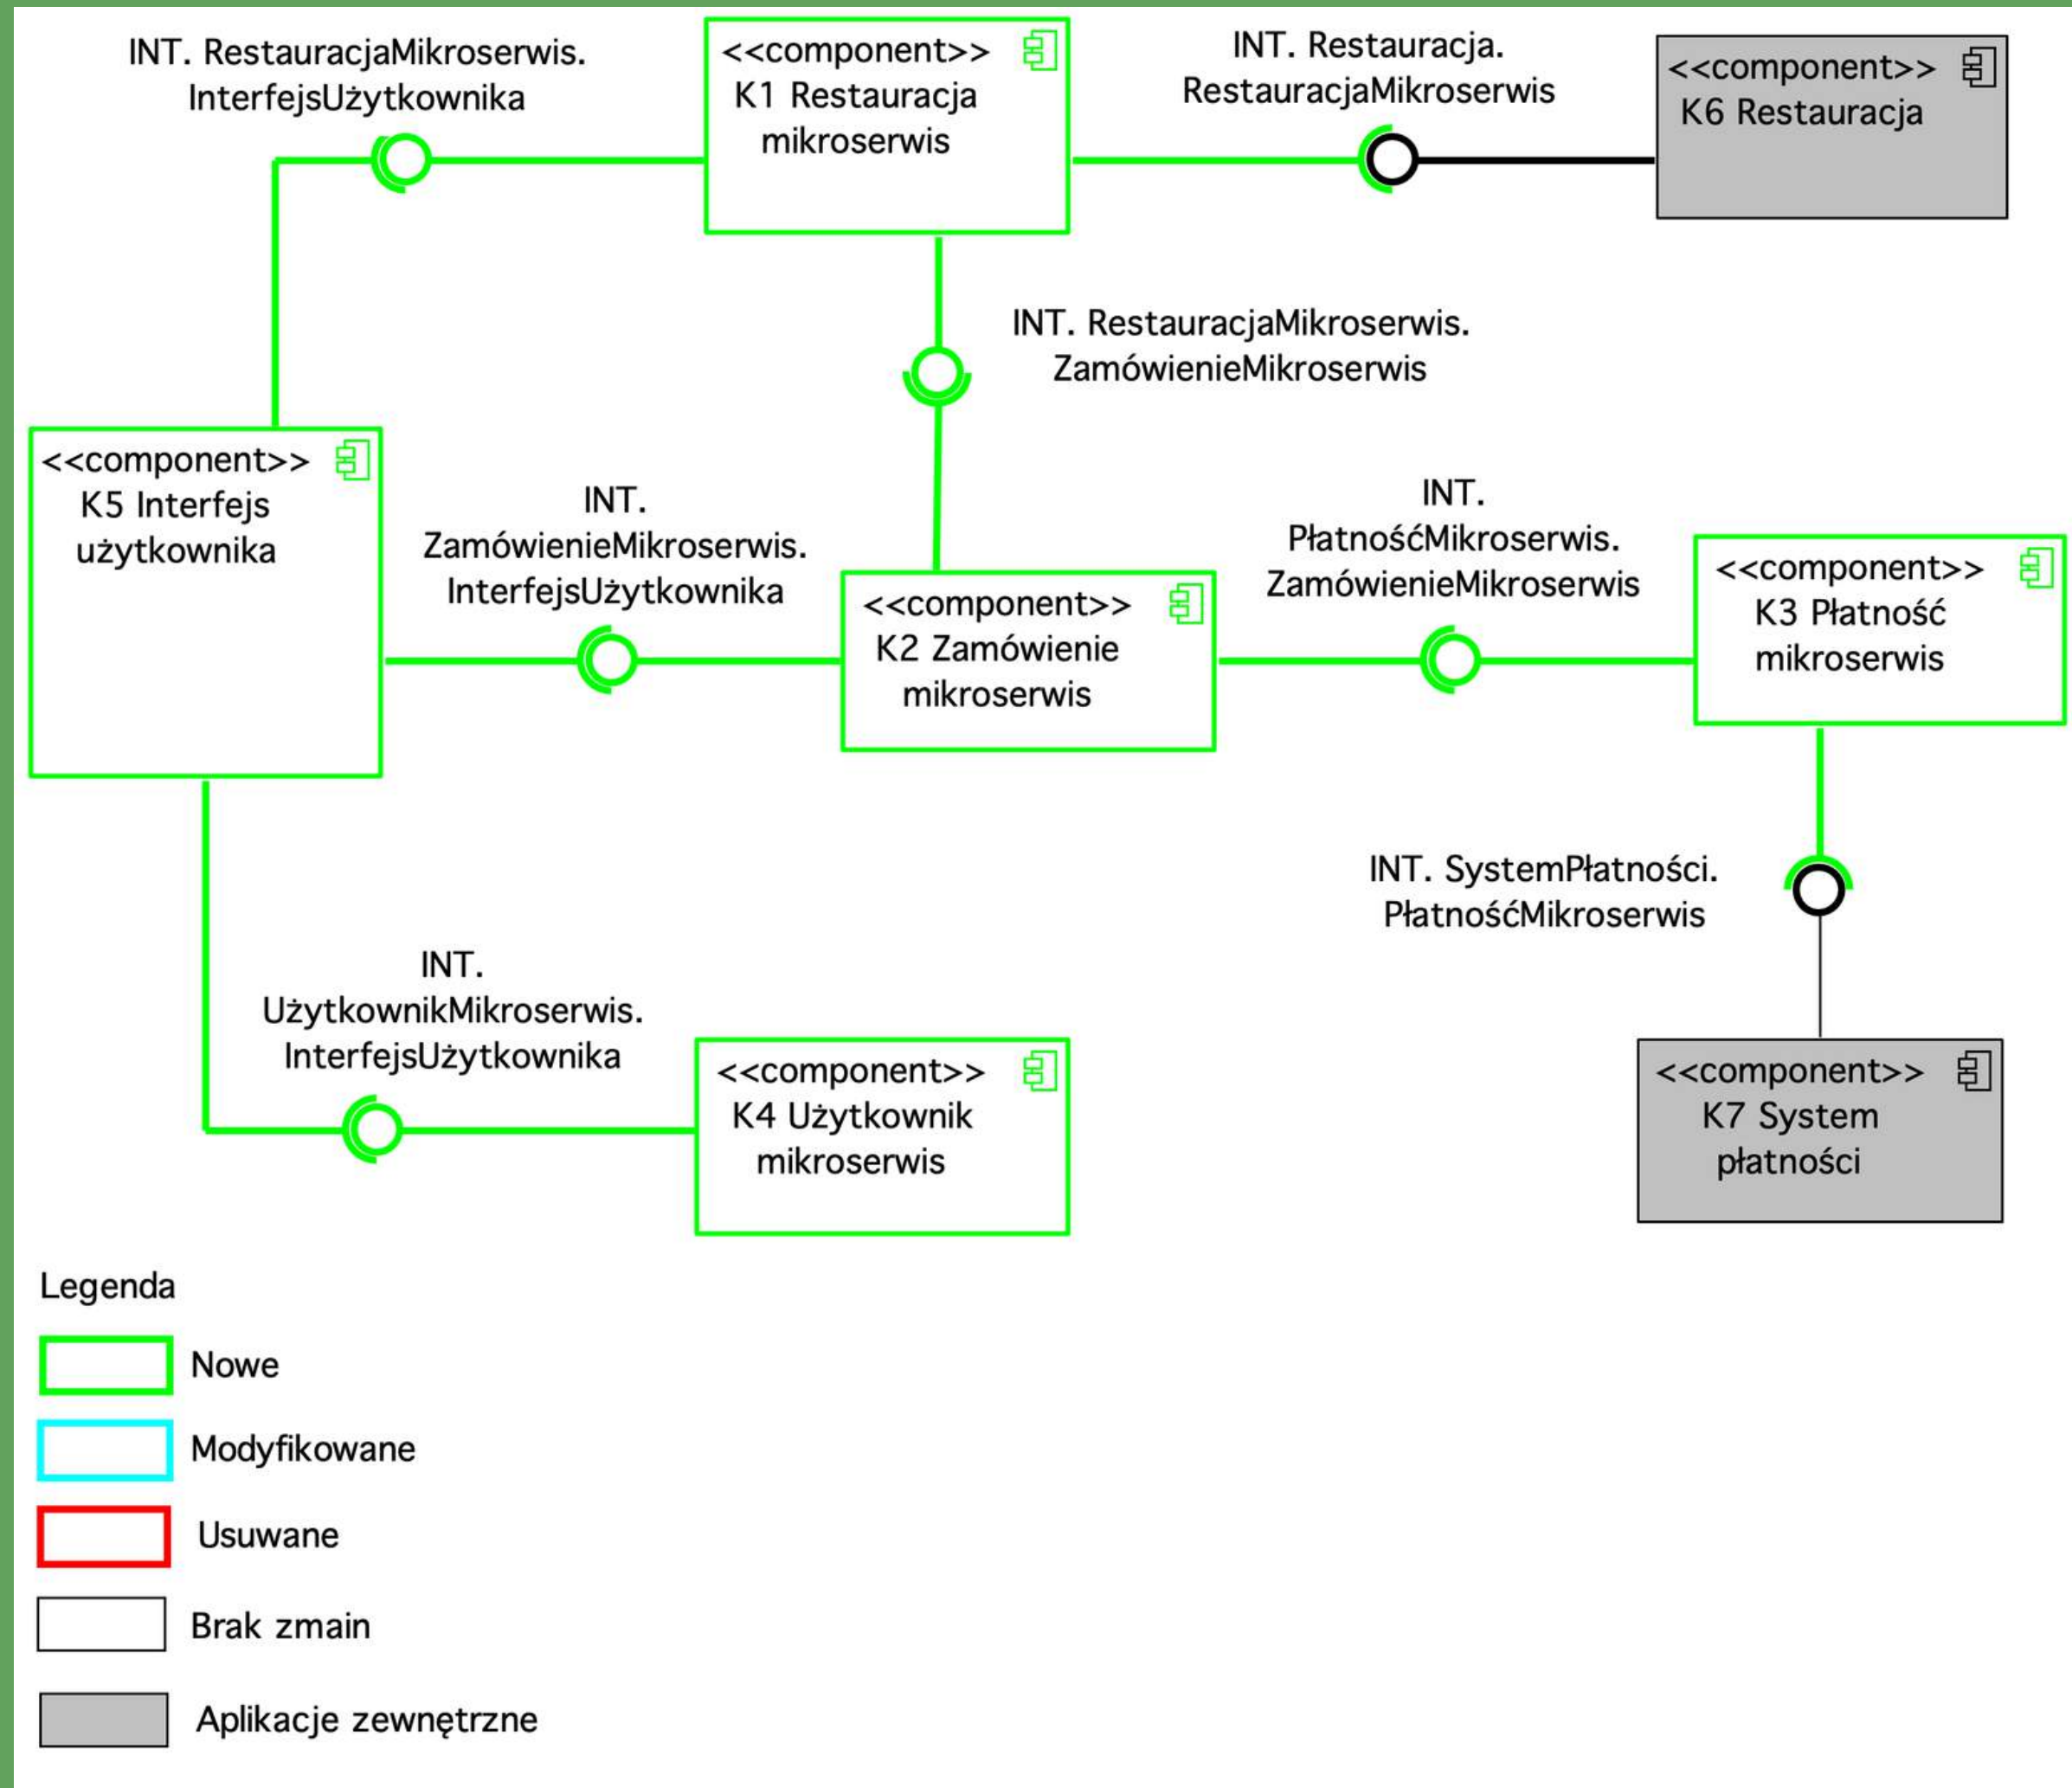 INT. RestauracjaMikroserwis.
InterfejsUżytkownika
<<component>>
K1 Restauracja
mikroserwis
INT. Restauracja.
RestauracjaMikroserwis
<<component>>
K6 Restauracja
INT. RestauracjaMikroserwis.
ZamówienieMikroserwis
<<component>>
K5 Interfejs
użytkownika
INT.
ZamówienieMikroserwis.
InterfejsUżytkownika
<<component>>
K2 Zamówienie
mikroserwis
INT.
PłatnośćMikroserwis.
ZamówienieMikroserwis
<<component>>
K3 Płatność
mikroserwis
INT. SystemPłatności.
PłatnośćMikroserwis
INT.
UżytkownikMikroserwis.
InterfejsUżytkownika
<<component>>
K4 Użytkownik
mikroserwis
<<component>>
K7 System
płatności
Legenda
Nowe
Modyfikowane
Usuwane
Brak zmain
Aplikacje zewnętrzne